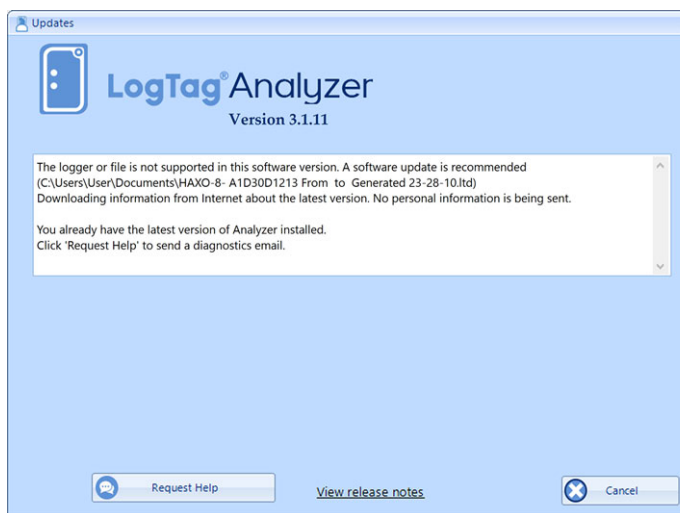 Updates
LogTag® Analyzer
Version 3.1.11
The logger or file is not supported in this software version. A software update is recommended
(C:\Users\User\Documents\HAXO-8- A1D30D1213 From  to  Generated 23-28-10.ltd)
Downloading information from Internet about the latest version. No personal information is being sent.
You already have the latest version of Analyzer installed.
Click 'Request Help' to send a diagnostics email.
Request Help
View release notes
Cancel